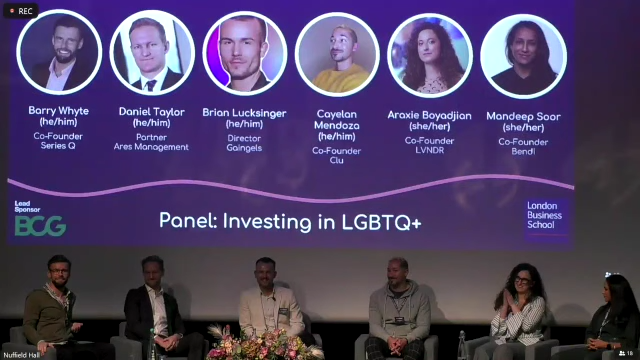 REC
Barry Whyte
(he/him)
Co-Founder
Series Q
Daniel Taylor
(he/him)
Partner
Ares Management
Brian Lucksinger
(he/him)
Director
Gaingels
Cayelan
Mendoza
(he/him)
Co-Founder
Clu
Araxie Boyadjian
(she/her)
Co-Founder
LVNDR
Mandeep Soor
(she/her)
Co-Founder
Bendi
Lead
Sponsor
BCG
Panel: Investing in LGBTQ+
London
Business
School
Nuffield Hall
18